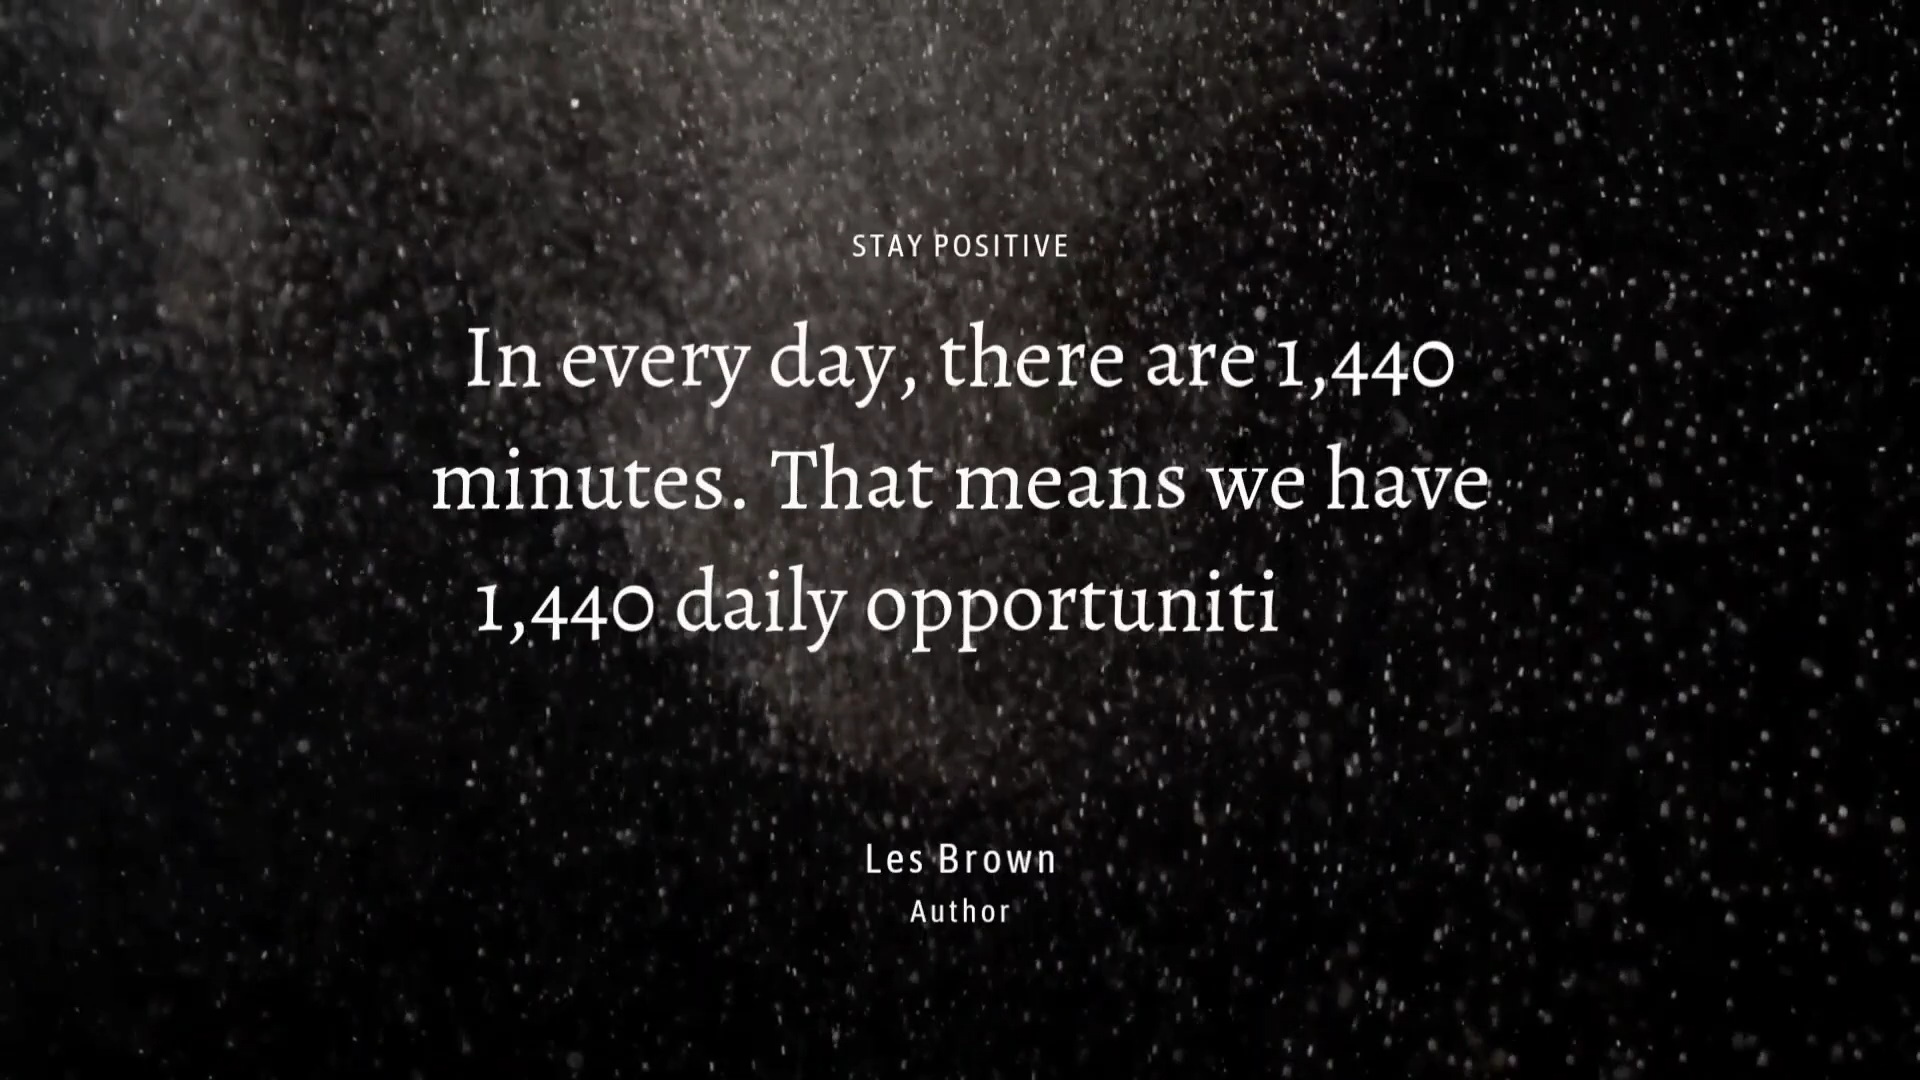 STAY POSITIVE
In every day, there are 1,440
minutes. That means we have
1,440 daily opportuniti
Les Brown
Author